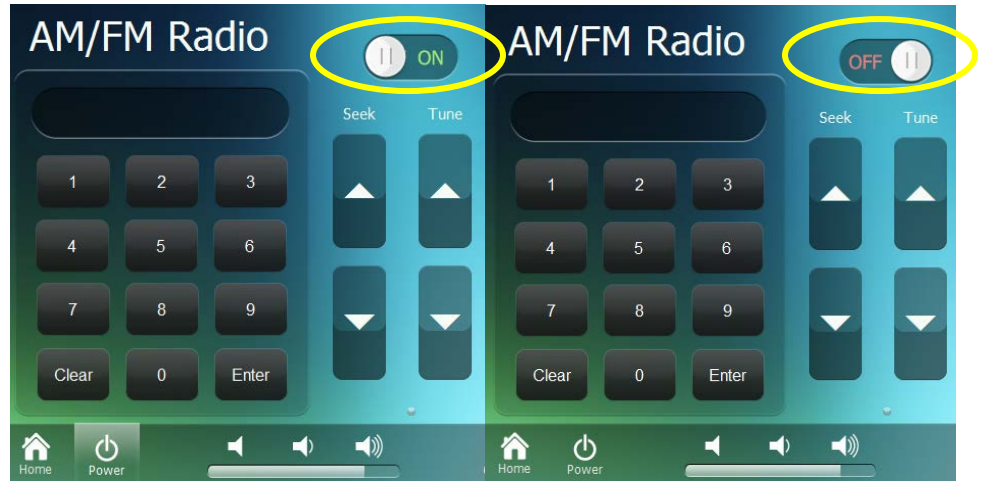 AM/FM Radio
ON
Seek Tune
1 2 3
4 5 6
7 8 9
Clear 0 Enter
Home Power
AM/FM Radio
OFF
Seek Tune
1 2 3
4 5 6
7 8 9
Clear 0 Enter
Home Power